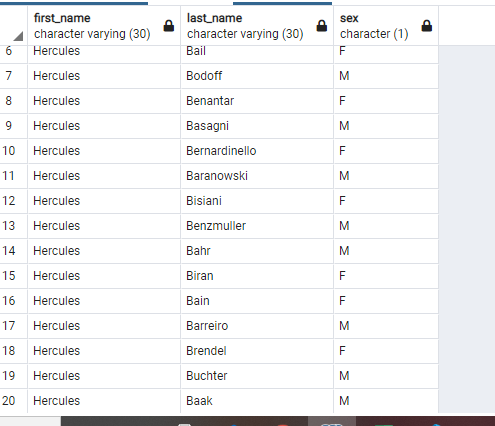 first_name last_name sex
character varying (30) character varying (30) character (1)
6 Hercules Bail F
7 Hercules Bodoff M
8 Hercules Benantar F
9 Hercules Basagni M
10 Hercules Bernardinello F
11 Hercules Baranowski M
12 Hercules Bisiani F
13 Hercules Benzmuller M
14 Hercules Bahr M
15 Hercules Biran F
16 Hercules Bain F
17 Hercules Barreiro M
18 Hercules Brendel F
19 Hercules Buchter M
20 Hercules Baak M